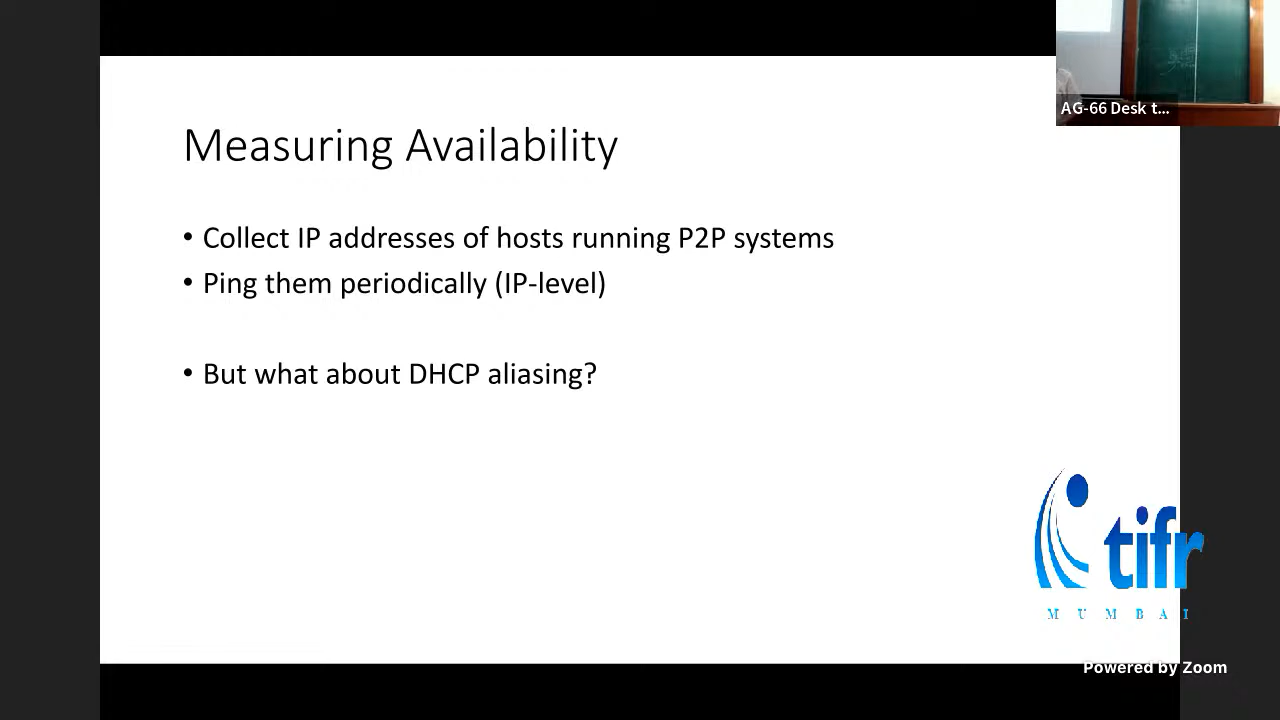 AG-66 Desk t...
Measuring Availability
• Collect IP addresses of hosts running P2P systems
• Ping them periodically (IP-level)
• But what about DHCP aliasing?
tifr
MUMBAI
Powered by Zoom